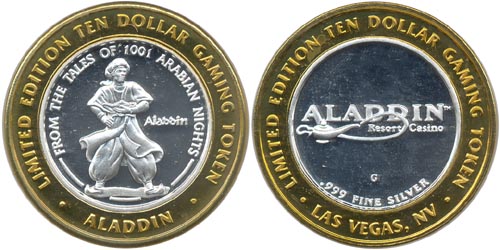 LIMITED EDITION TEN DOLLAR GAMING TOKEN
FROM THE TALES OF 1001 ARABIAN NIGHTS
Aladdin
• ALADDIN •
LIMITED EDITION TEN DOLLAR GAMING TOKEN
ALADDIN™
Resort Casino
G
.999 FINE SILVER
• LAS VEGAS, NV •